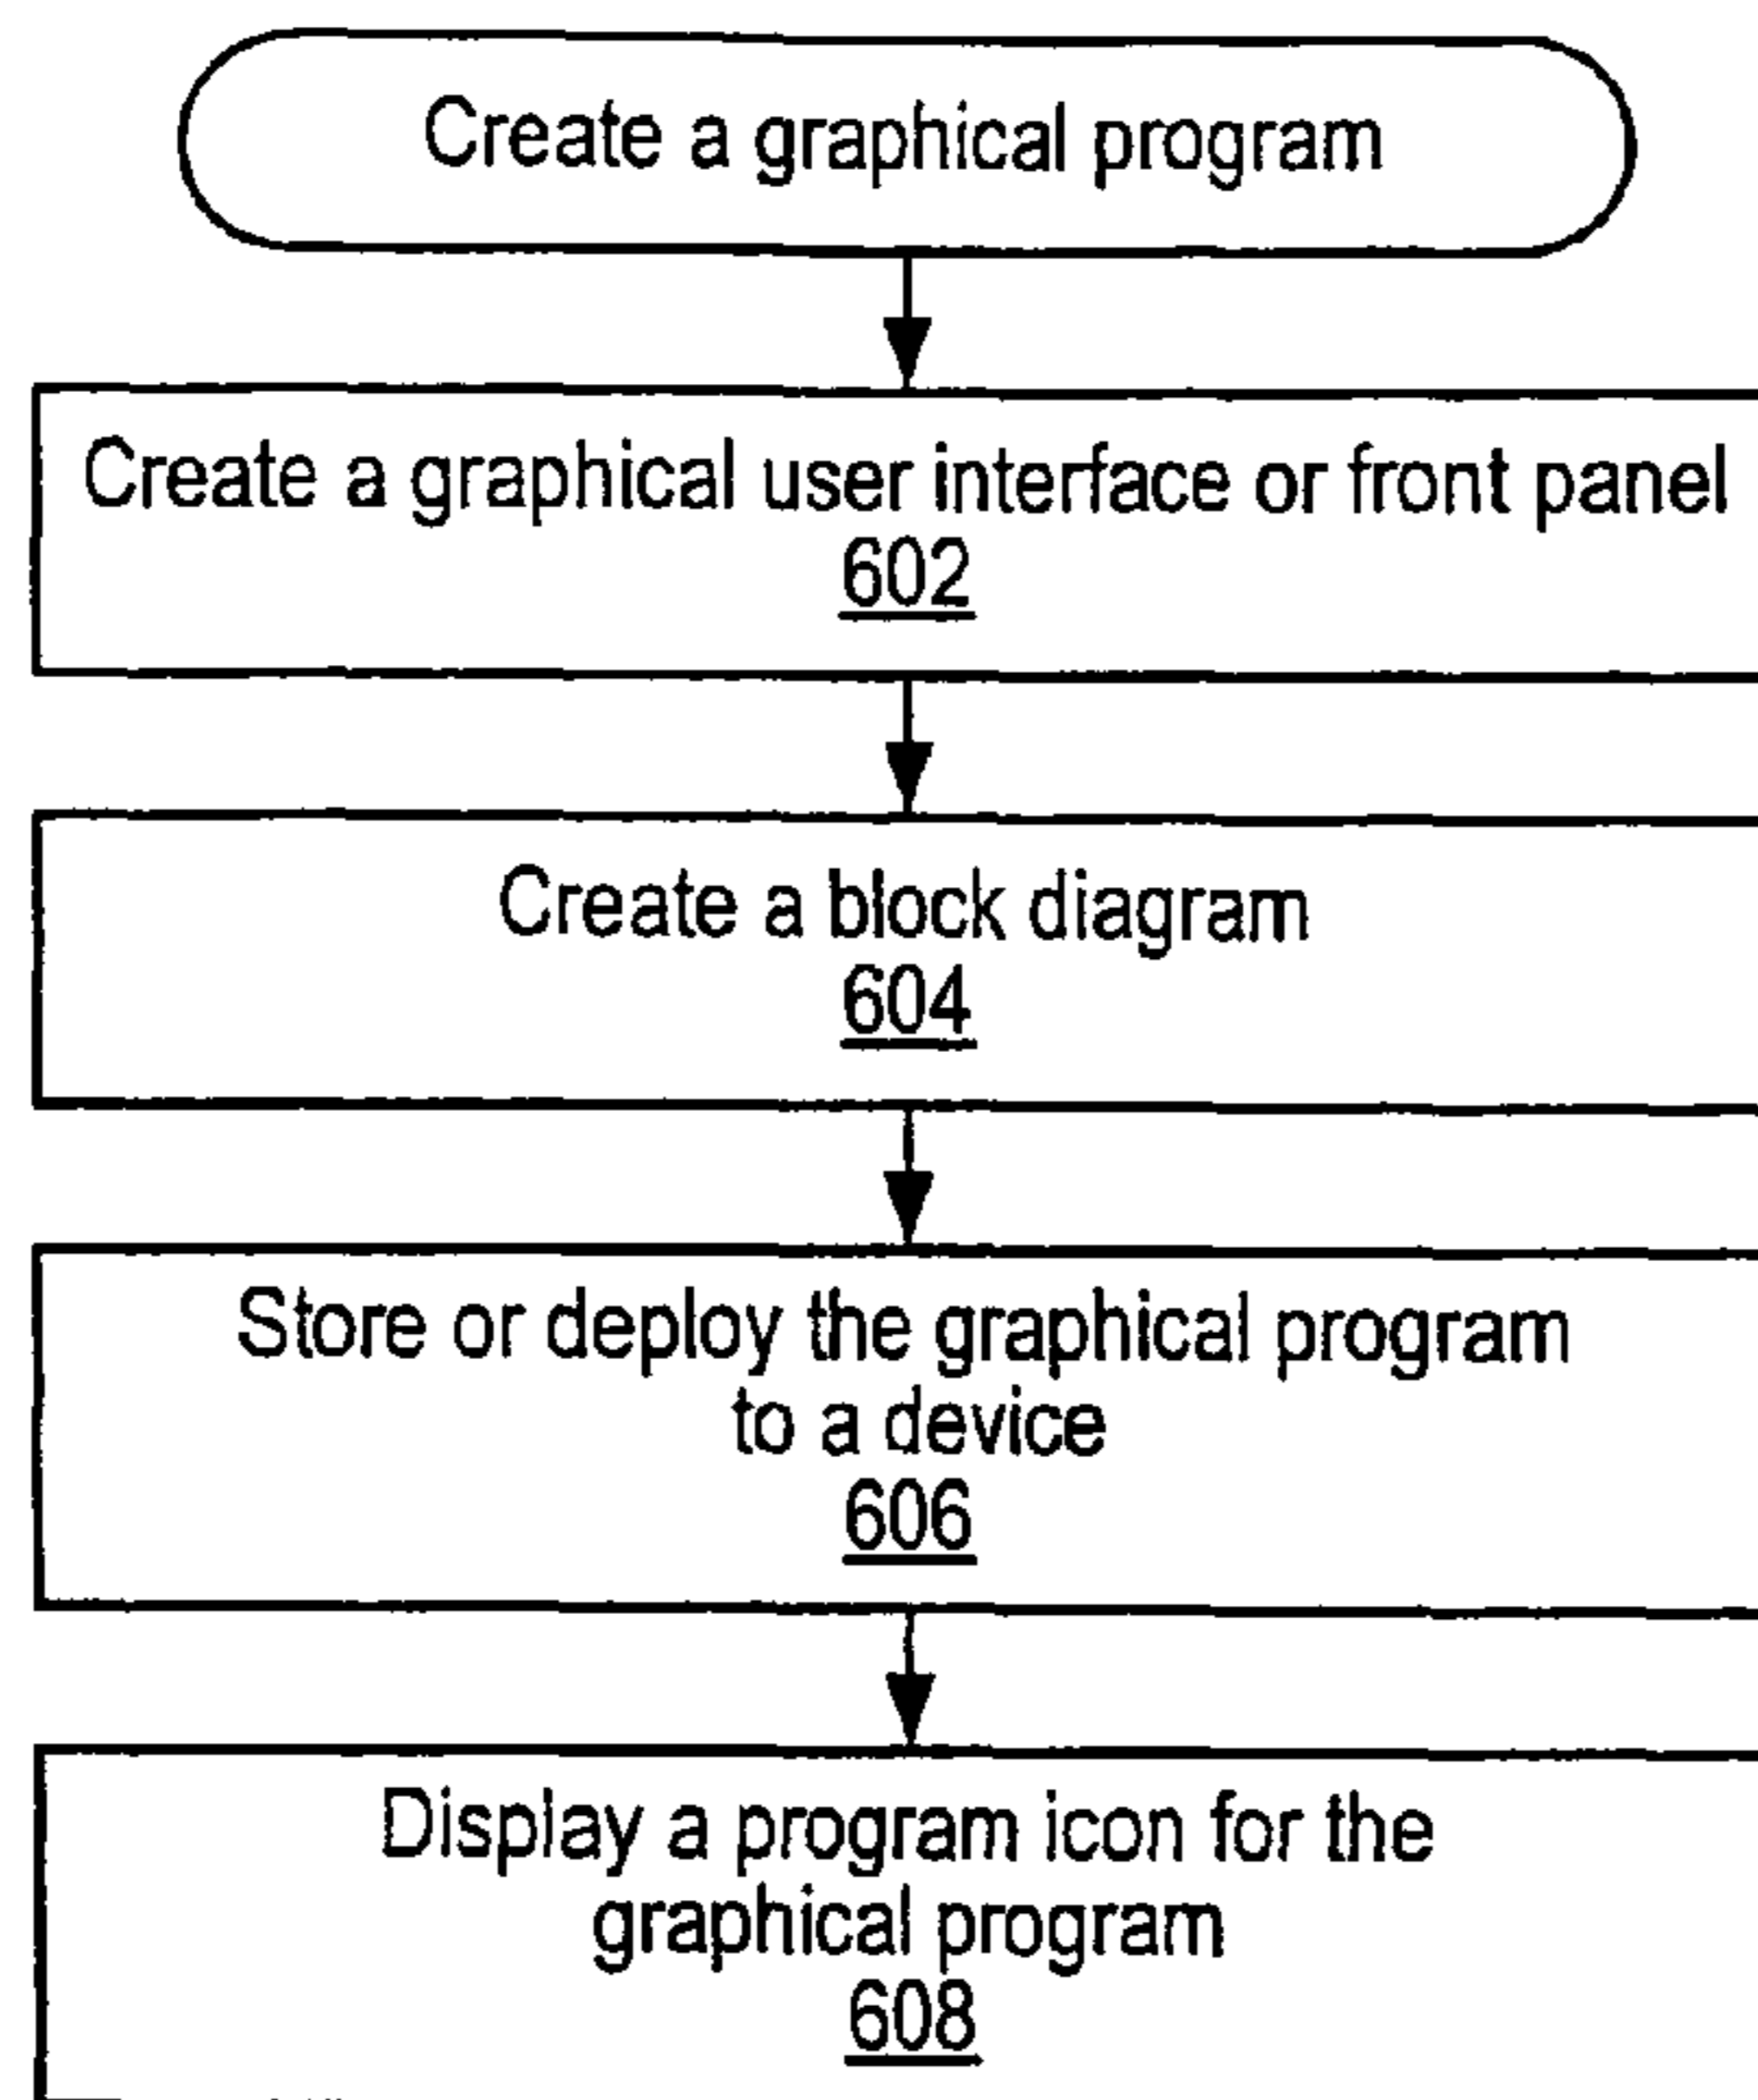 Create a graphical program
Create a graphical user interface or front panel
602
Create a block diagram
604
Store or deploy the graphical program
to a device
606
Display a program icon for the
graphical program
608